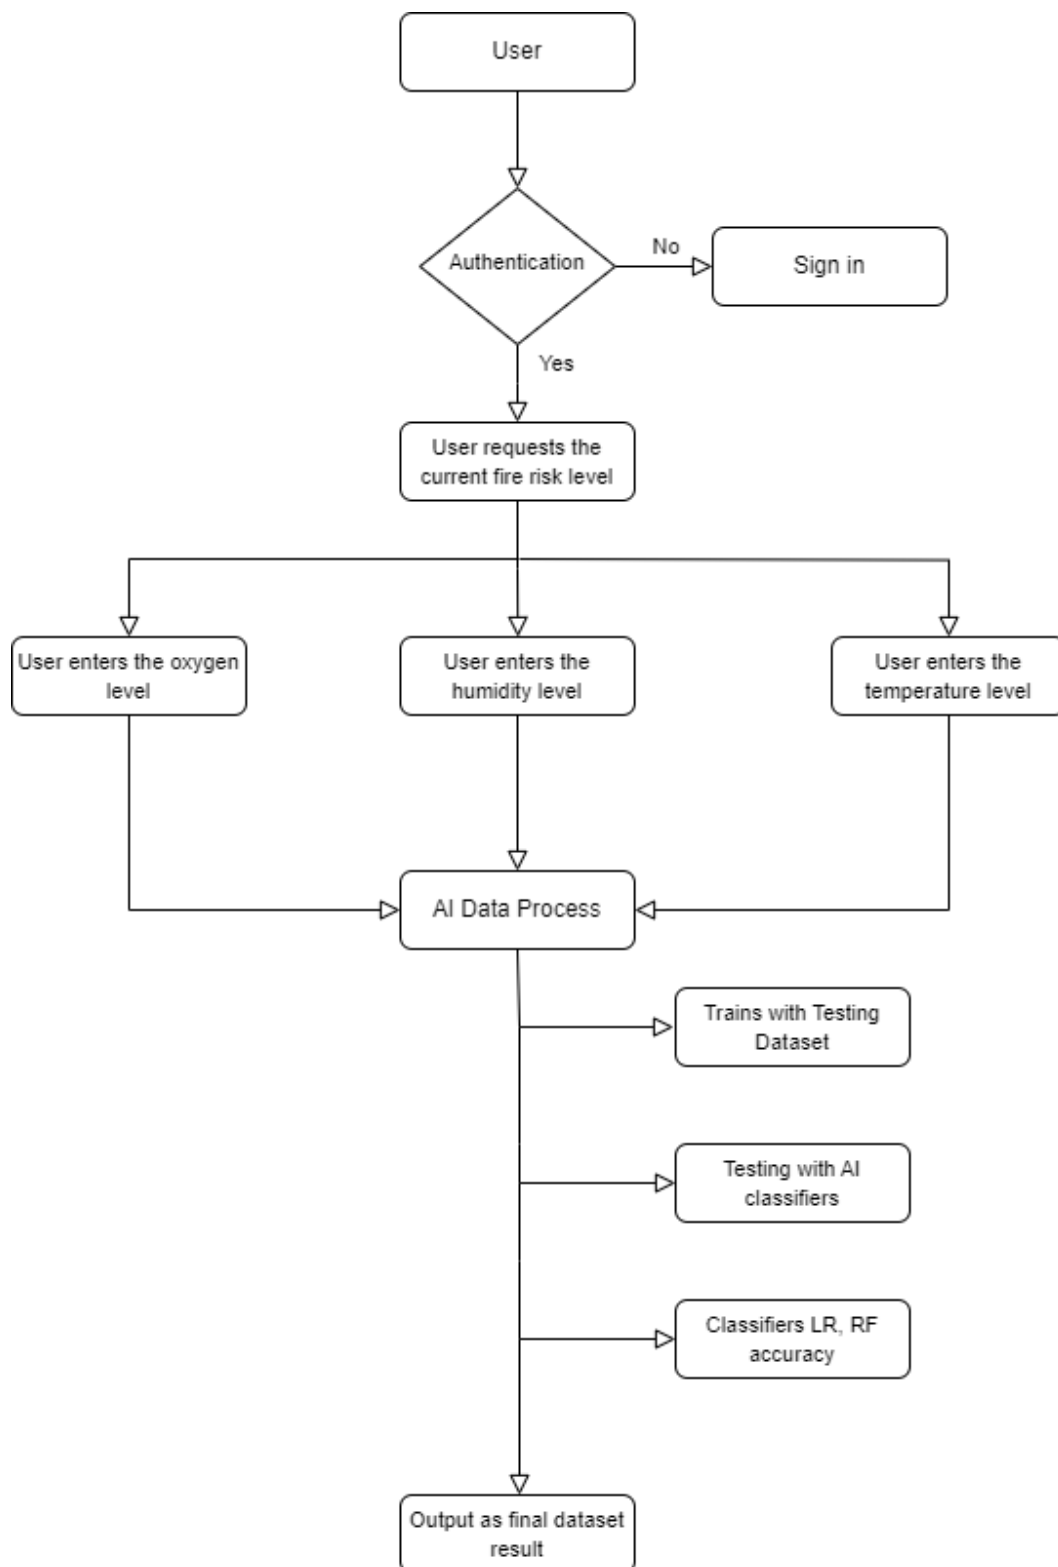 User
Authentication
No
Sign in
Yes
User requests the
current fire risk level
User enters the oxygen
level
User enters the
humidity level
User enters the
temperature level
AI Data Process
Trains with Testing
Dataset
Testing with AI
classifiers
Classifiers LR, RF
accuracy
Output as final dataset
result